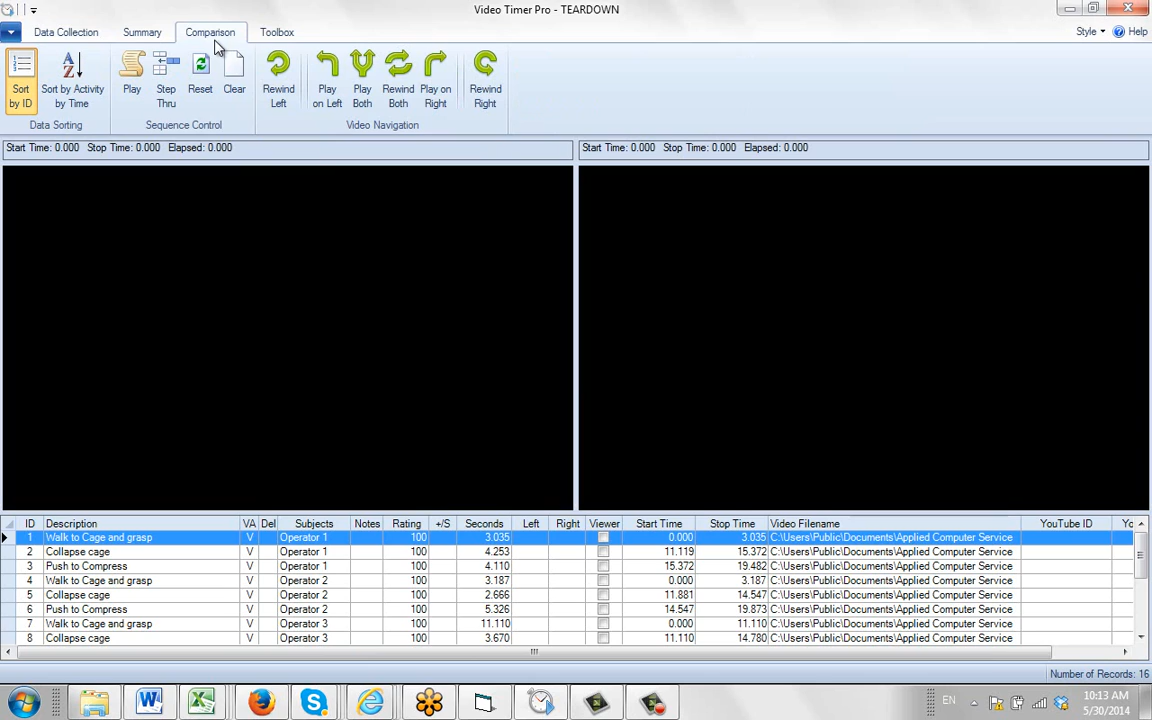 Video Timer Pro - TEARDOWN
Data Collection Summary Comparison Toolbox Style Help
Sort by ID
Sort by Activity by Time
Play
Step Thru
Reset
Clear
Rewind Left
Play on Left
Play Both
Rewind Both
Play on Right
Rewind Right
Data Sorting Sequence Control Video Navigation
Start Time: 0.000 Stop Time: 0.000 Elapsed: 0.000 Start Time: 0.000 Stop Time: 0.000 Elapsed: 0.000
ID Description VA Del Subjects Notes Rating +/S Seconds Left Right Viewer Start Time Stop Time Video Filename YouTube ID Yo
1 Walk to Cage and grasp V Operator 1 100 3.035 0.000 3.035 C:\Users\Public\Documents\Applied Computer Service
2 Collapse cage V Operator 1 100 4.253 11.119 15.372 C:\Users\Public\Documents\Applied Computer Service
3 Push to Compress V Operator 1 100 4.110 15.372 19.482 C:\Users\Public\Documents\Applied Computer Service
4 Walk to Cage and grasp V Operator 2 100 3.187 0.000 3.187 C:\Users\Public\Documents\Applied Computer Service
5 Collapse cage V Operator 2 100 2.666 11.881 14.547 C:\Users\Public\Documents\Applied Computer Service
6 Push to Compress V Operator 2 100 5.326 14.547 19.873 C:\Users\Public\Documents\Applied Computer Service
7 Walk to Cage and grasp V Operator 3 100 11.110 0.000 11.110 C:\Users\Public\Documents\Applied Computer Service
8 Collapse cage V Operator 3 100 3.670 11.110 14.780 C:\Users\Public\Documents\Applied Computer Service
Number of Records: 16
EN 10:13 AM
5/30/2014